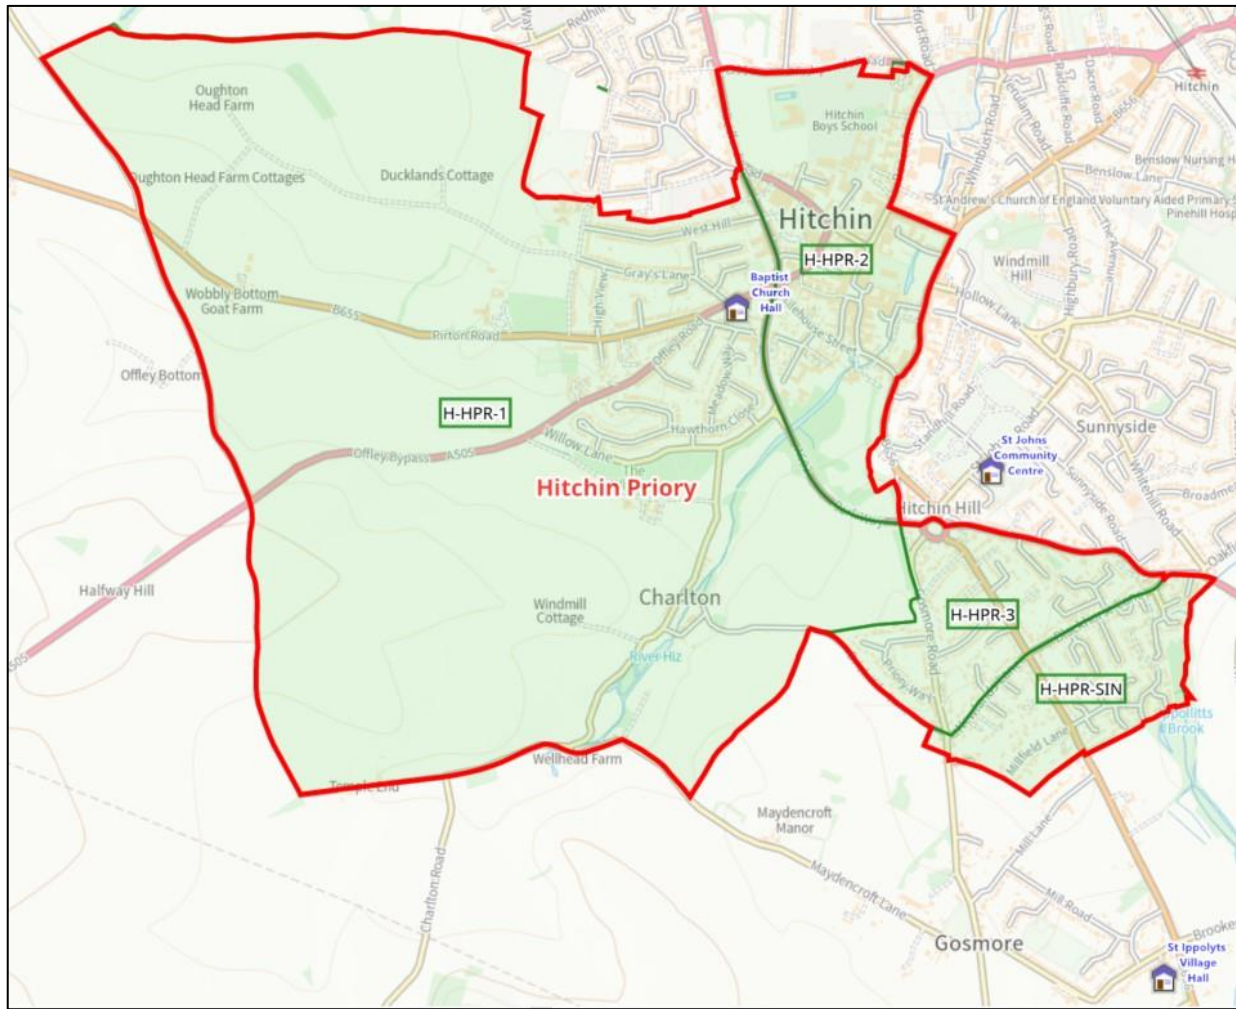 Redhill
Hitchin
Oughton
Head Farm
Hitchin
Boys School
Whinbush Road
Verulam Road
Radcliffe Road
Dacre Road
B656
Benslow Lane
Oughton Head Farm Cottages
Ducklands Cottage
St Andrew's Church of England Voluntary Aided Primary
West Hill
Hitchin
H-HPR-2
Windmill
Hill
Highbury Road
Gray's Lane
Baptist
Church
Hall
Hollow Lane
Wobbly Bottom
Goat Farm
B655
Pirton Road
High View
Offley Road
Offley Bottom
Meadow Way
Hawthorn Close
H-HPR-1
Standhill Road
Sunnyside
St Johns
Community
Centre
Offley Bypass
A505
Willow Lane
The
Hitchin Priory
Sunnyside Road
Whitehill Road
Hitchin Hill
Halfway Hill
Windmill
Cottage
Charlton
H-HPR-3
Gosmore Road
A505
River Hiz
Priory Way
H-HPR-SIN
Brook
Millfield Lane
Wellhead Farm
Temple End
Maydencroft
Manor
Mill Lane
Charlton Road
Maydencroft Lane
Mill Road
Gosmore
St Ippolyts
Village
Hall